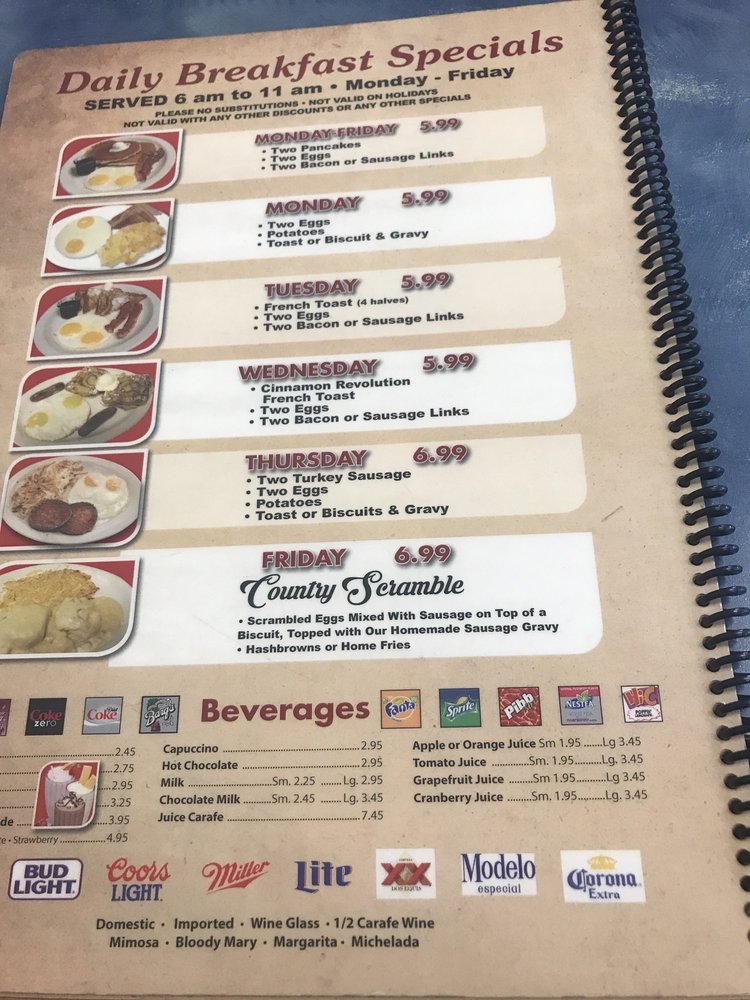 Daily Breakfast Specials
SERVED 6 am to 11 am • Monday - Friday
PLEASE NO SUBSTITUTIONS • NOT VALID ON HOLIDAYS
NOT VALID WITH ANY OTHER DISCOUNTS OR ANY OTHER SPECIALS
MONDAY-FRIDAY 5.99
• Two Pancakes
• Two Eggs
• Two Bacon or Sausage Links
MONDAY 5.99
• Two Eggs
• Potatoes
• Toast or Biscuit & Gravy
TUESDAY 5.99
• French Toast (4 halves)
• Two Eggs
• Two Bacon or Sausage Links
WEDNESDAY 5.99
• Cinnamon Revolution
French Toast
• Two Eggs
• Two Bacon or Sausage Links
THURSDAY 6.99
• Two Turkey Sausage
• Two Eggs
• Potatoes
• Toast or Biscuits & Gravy
FRIDAY 6.99
Country Scramble
• Scrambled Eggs Mixed With Sausage on Top of a
Biscuit, Topped with Our Homemade Sausage Gravy
• Hashbrowns or Home Fries
Coke zero
Diet Coke
Barq's
Beverages
Fanta
Sprite
Pibb
NESTEA
Hi-C
2.45
2.75
2.95
3.25
de 3.95
• Strawberry 4.95
Capuccino 2.95
Hot Chocolate 2.95
Milk Sm. 2.25 Lg. 2.95
Chocolate Milk Sm. 2.45 Lg. 3.45
Juice Carafe 7.45
Apple or Orange Juice Sm 1.95 Lg 3.45
Tomato Juice Sm 1.95 Lg 3.45
Grapefruit Juice Sm 1.95 Lg 3.45
Cranberry Juice Sm 1.95 Lg 3.45
BUD LIGHT
Coors LIGHT
Miller
Lite
XX DOS EQUIS
Modelo especial
Corona Extra
Domestic • Imported • Wine Glass • 1/2 Carafe Wine
Mimosa • Bloody Mary • Margarita • Michelada